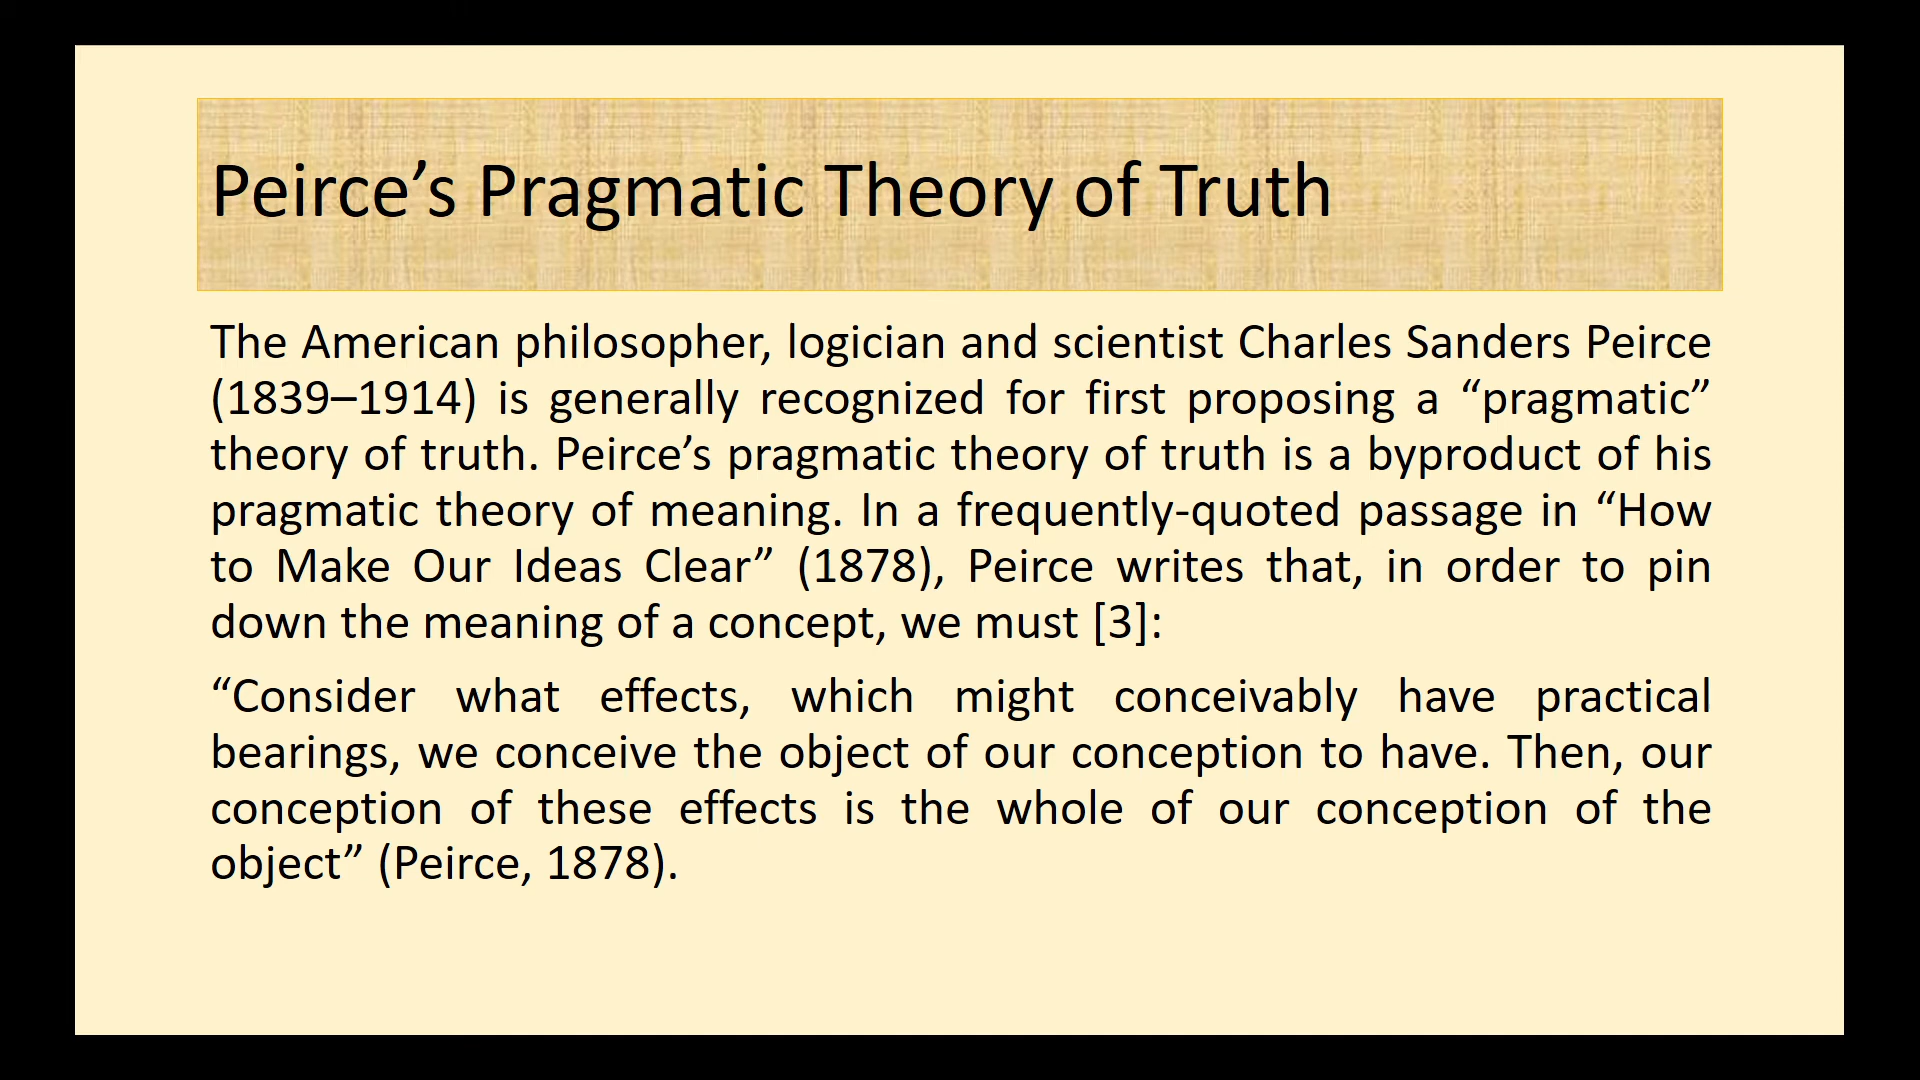 Peirce’s Pragmatic Theory of Truth
The American philosopher, logician and scientist Charles Sanders Peirce
(1839–1914) is generally recognized for first proposing a “pragmatic”
theory of truth. Peirce’s pragmatic theory of truth is a byproduct of his
pragmatic theory of meaning. In a frequently-quoted passage in “How
to Make Our Ideas Clear” (1878), Peirce writes that, in order to pin
down the meaning of a concept, we must [3]:
“Consider what effects, which might conceivably have practical
bearings, we conceive the object of our conception to have. Then, our
conception of these effects is the whole of our conception of the
object” (Peirce, 1878).